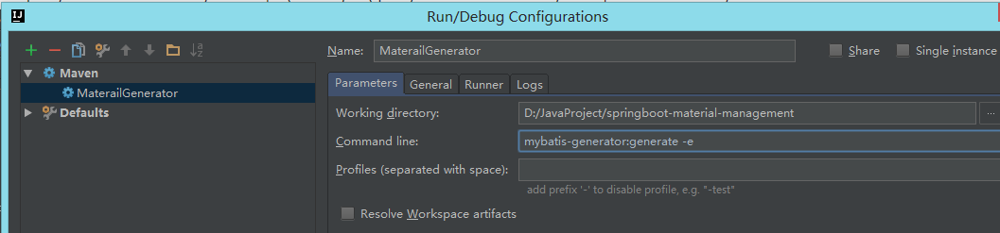 IJ
Run/Debug Configurations
Name: MaterailGenerator Share Single instance
Maven
MaterailGenerator
Defaults
Parameters General Runner Logs
Working directory: D:/JavaProject/springboot-material-management ...
Command line: mybatis-generator:generate -e
Profiles (separated with space):
add prefix '-' to disable profile, e.g. "-test"
Resolve Workspace artifacts